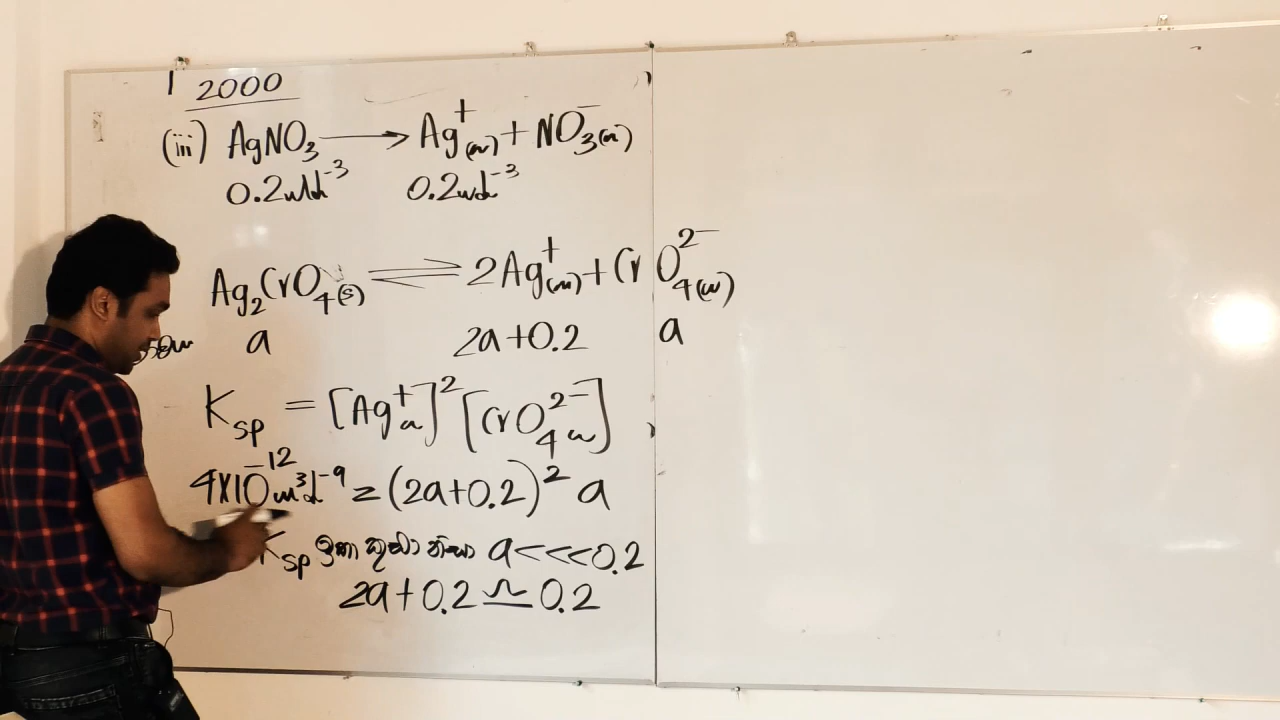 1 2000
(iii) AgNO₃ ⟶ Ag⁺(aq) + NO₃⁻(aq)
0.2 mol dm⁻³ 0.2 mol dm⁻³
Ag₂CrO₄(s) ⇌ 2Ag⁺(aq) + CrO₄²⁻(aq)
a 2a+0.2 a
Ksp = [Ag⁺aq]² [CrO₄²⁻aq]
4×10⁻¹² mol³ dm⁻⁹ = (2a+0.2)² a
Ksp ඉතා කුඩා නිසා a<<<0.2
2a+0.2 ≃ 0.2